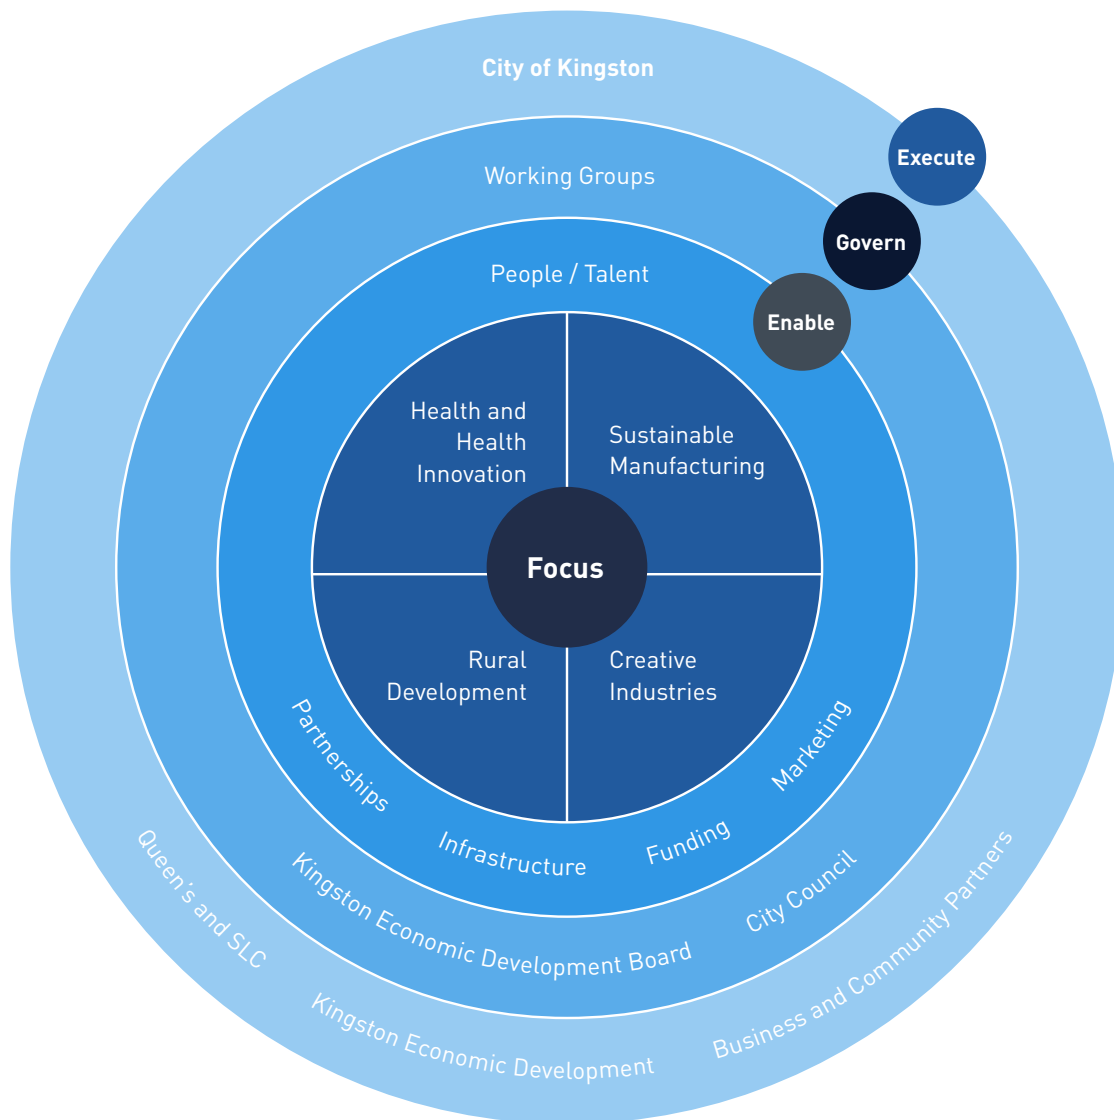 City of Kingston
Execute
Working Groups
Govern
People / Talent
Enable
Health and
Health
Innovation
Sustainable
Manufacturing
Focus
Rural
Development
Creative
Industries
Partnerships
Infrastructure
Funding
Marketing
Kingston Economic Development Board
City Council
Queen's and SLC
Kingston Economic Development
Business and Community Partners